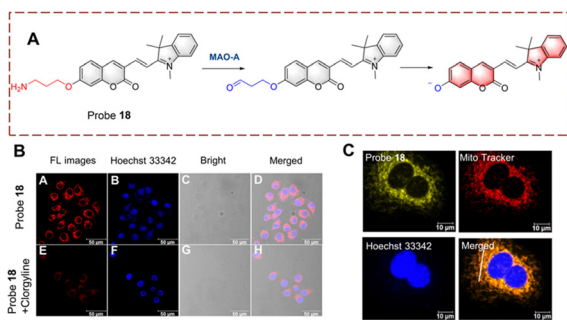 A
MAO-A
H₂N
O
O
O
N
+
O
O
O
O
N
+
−
O
O
O
N
+
Probe 18
B
FL images Hoechst 33342 Bright Merged
Probe 18
A B C D
50 μm 50 μm 50 μm 50 μm
Probe 18
+Clorgyline
E F G H
50 μm 50 μm 50 μm 50 μm
C
Probe 18 Mito Tracker
10 μm 10 μm
Hoechst 33342 Merged
10 μm 10 μm